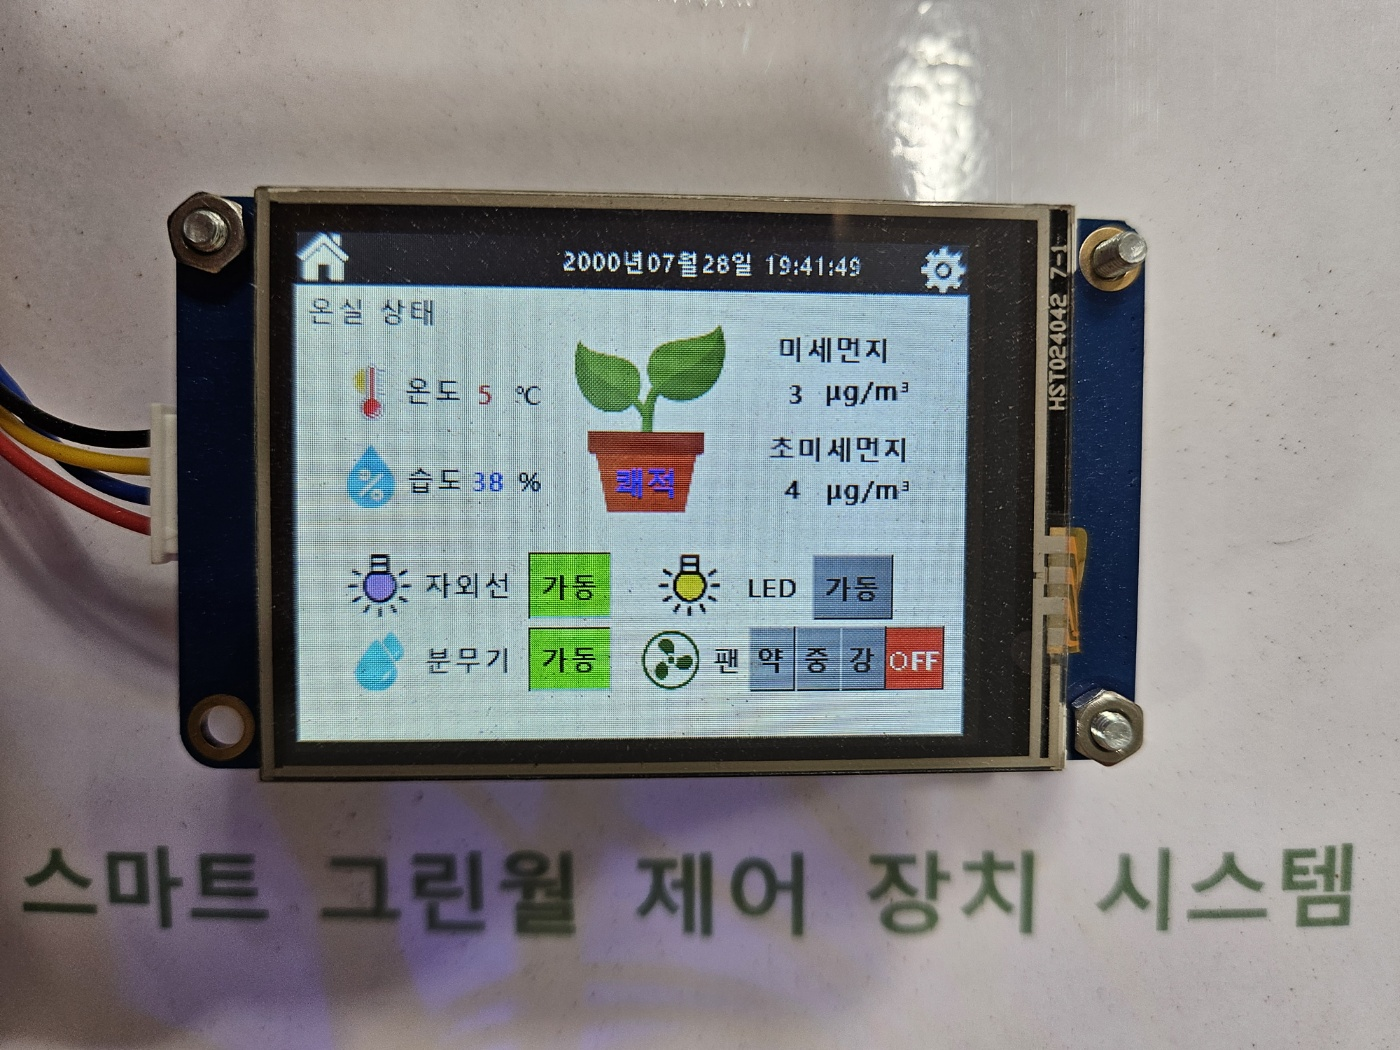 2000년07월28일 19:41:49
온실 상태
온도 5 ℃
습도 38 %
쾌적
미세먼지
3 µg/m³
초미세먼지
4 µg/m³
자외선 가동
LED 가동
분무기 가동
팬 약 중 강 OFF
HST024042 7-1
스마트 그린월 제어 장치 시스템